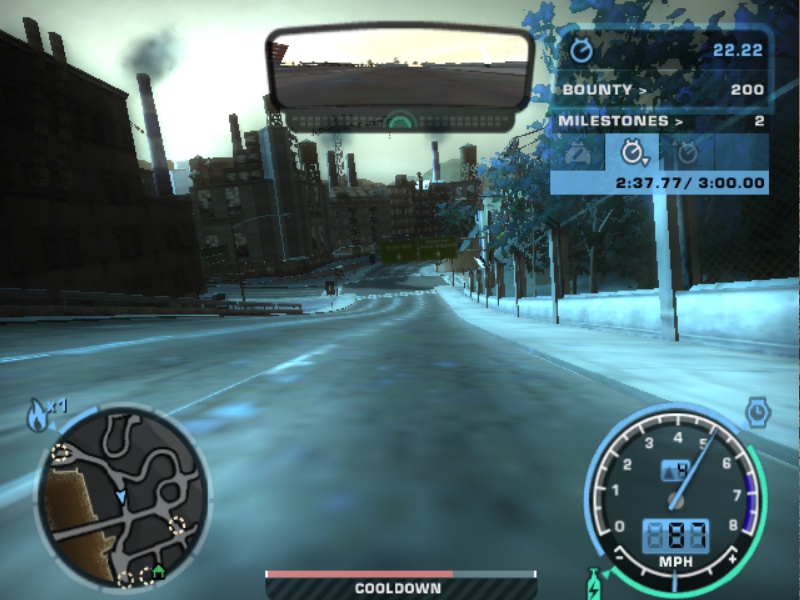 22.22
BOUNTY > 200
MILESTONES > 2
2:37.77/ 3:00.00
x1
0 1 2 3 4 5 6 7 8
4
87
MPH
COOLDOWN